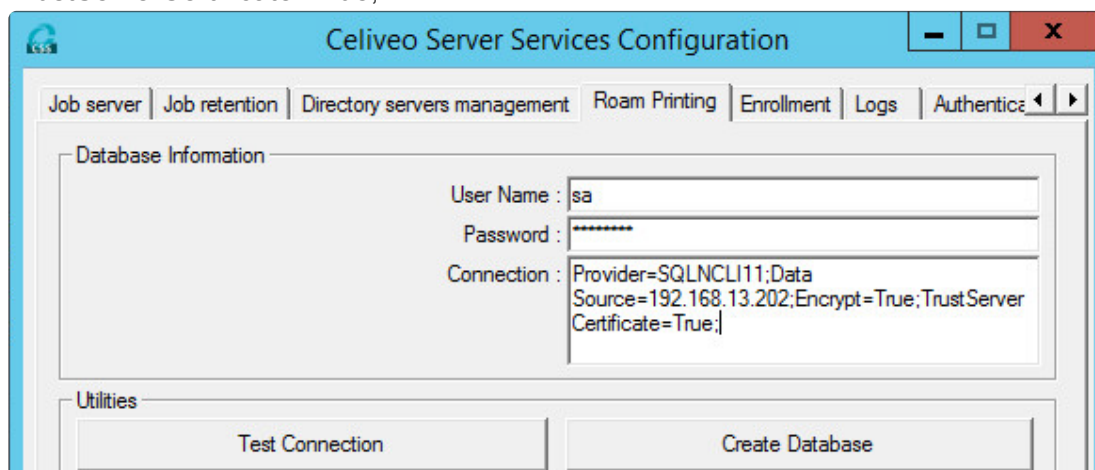 CSS
Celiveo Server Services Configuration
x
Job server Job retention Directory servers management Roam Printing Enrollment Logs Authentica
Database Information
User Name : sa
Password : ********
Connection : Provider=SQLNCLI11;Data
Source=192.168.13.202;Encrypt=True;TrustServer
Certificate=True;
Utilities
Test Connection Create Database